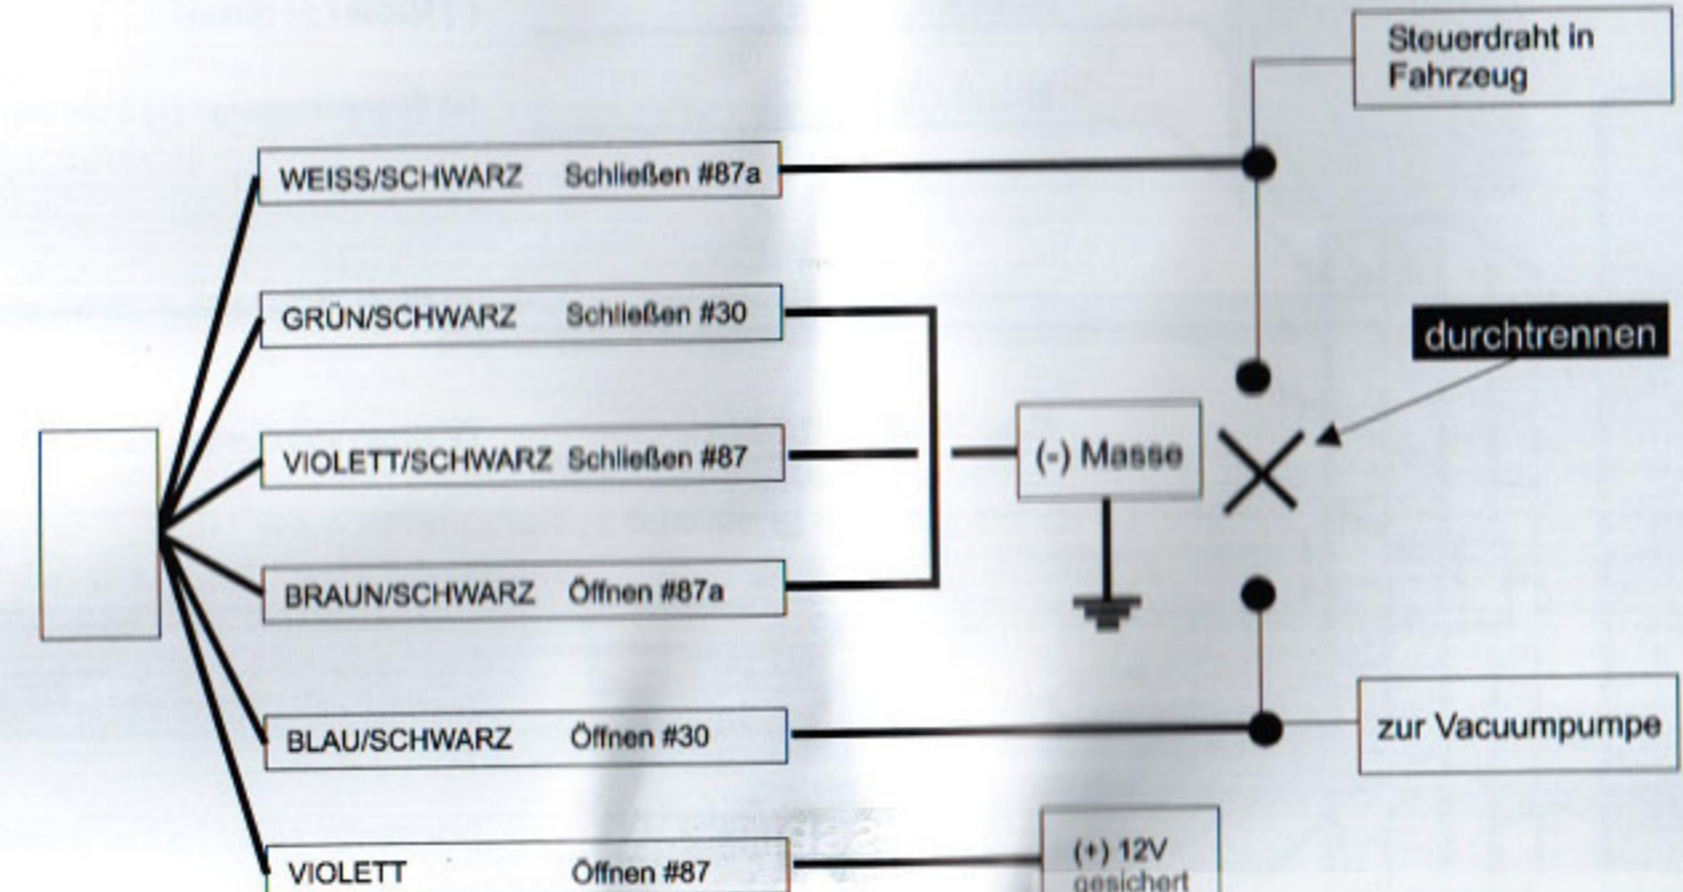 Steuerdraht in
Fahrzeug
WEISS/SCHWARZ Schließen #87a
GRÜN/SCHWARZ Schließen #30
durchtrennen
VIOLETT/SCHWARZ Schließen #87
(-) Masse
BRAUN/SCHWARZ Öffnen #87a
BLAU/SCHWARZ Öffnen #30
zur Vacuumpumpe
VIOLETT Öffnen #87
(+) 12V
gesichert